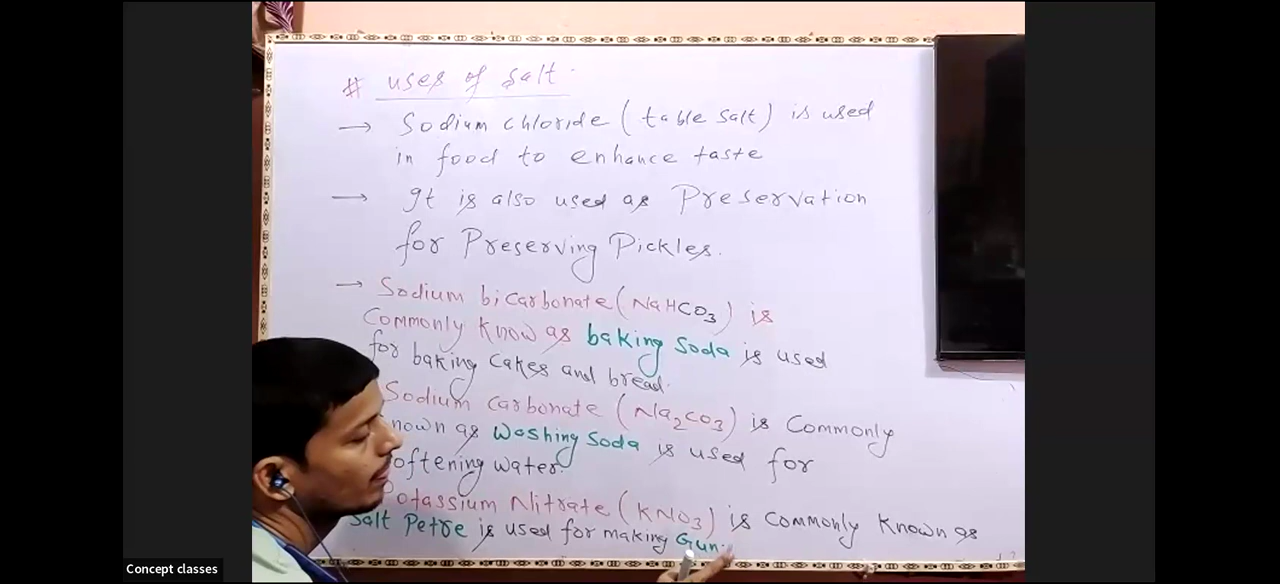 # uses of salt.
→ Sodium chloride (table salt) is used
in food to enhance taste
→ It is also used as Preservation
for Preserving Pickles.
→ Sodium bicarbonate (NaHCO3) is
Commonly know as baking Soda is used
for baking Cakes and bread.
Sodium Carbonate (Na2CO3) is Commonly
nown as Washing Soda is used for
oftening water.
otassium Nitrate (KNO3) is Commonly known as
Salt Petre is used for making Gun
Concept classes